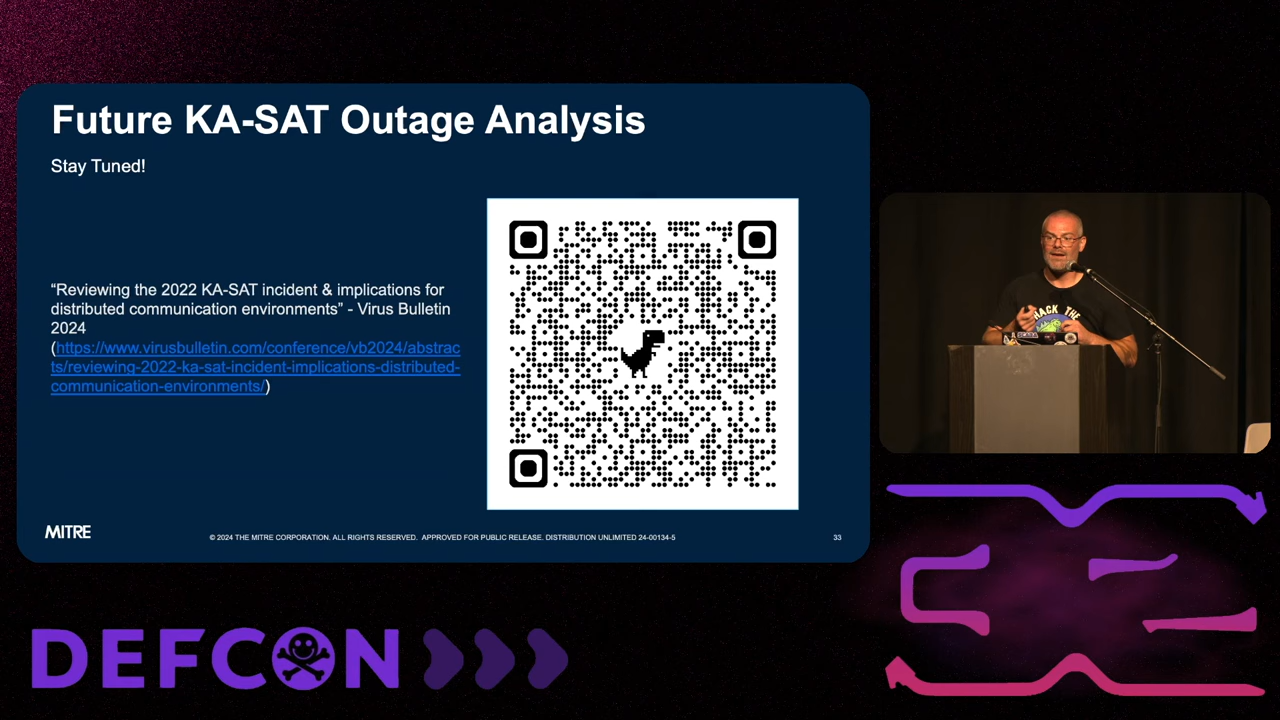 Future KA-SAT Outage Analysis
Stay Tuned!
“Reviewing the 2022 KA-SAT incident & implications for
distributed communication environments” - Virus Bulletin
2024
(https://www.virusbulletin.com/conference/vb2024/abstrac
ts/reviewing-2022-ka-sat-incident-implications-distributed-
communication-environments/)
MITRE
© 2024 THE MITRE CORPORATION. ALL RIGHTS RESERVED. APPROVED FOR PUBLIC RELEASE. DISTRIBUTION UNLIMITED 24-00134-5
33
HACK THE
DEFCON